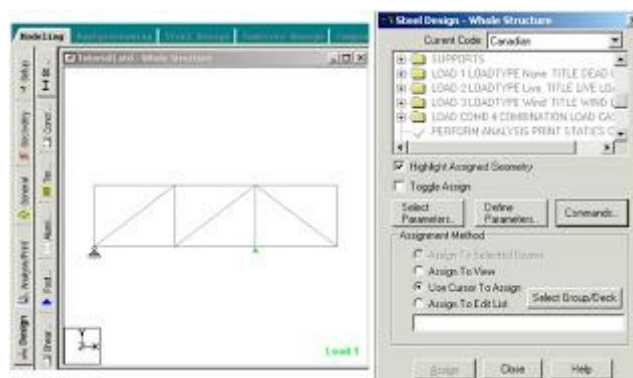 Modeling Postprocessing Steel Design Concrete Design
Tutorial1.std - Whole Structure
Setup
Geometry
General
Analysis/Print
Design
Load 1
Steel Design - Whole Structure
Current Code: Canadian
SUPPORTS
LOAD 1 LOADTYPE None TITLE DEAD
LOAD 2 LOADTYPE Live TITLE LIVE
LOAD 3 LOADTYPE Wind TITLE WIND
LOAD COMB 4 COMBINATION LOAD
PERFORM ANALYSIS PRINT STATICS
Highlight Assigned Geometry
Toggle Assign
Select Parameters...
Define Parameters...
Commands...
Assignment Method
Assign To Selected Beams
Assign To View
Use Cursor To Assign
Assign To Edit List
Select Group/Deck
Assign
Close
Help